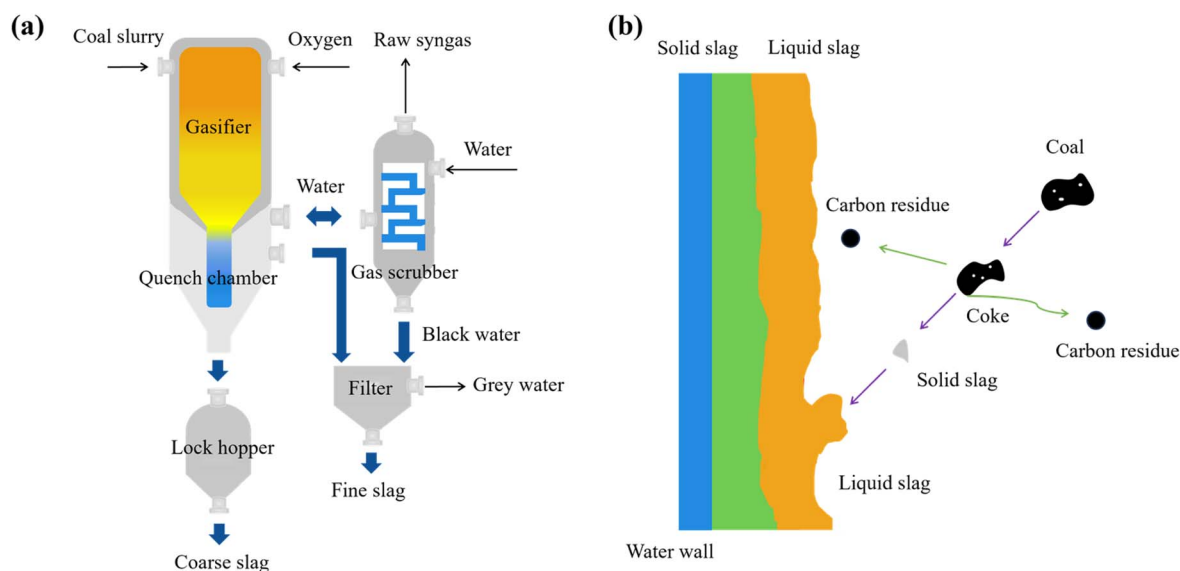 (a)
Coal slurry
Oxygen
Raw syngas
Gasifier
Water
Water
Quench chamber
Gas scrubber
Black water
Filter
Grey water
Lock hopper
Fine slag
Coarse slag
(b)
Solid slag
Liquid slag
Coal
Carbon residue
Coke
Carbon residue
Solid slag
Liquid slag
Water wall